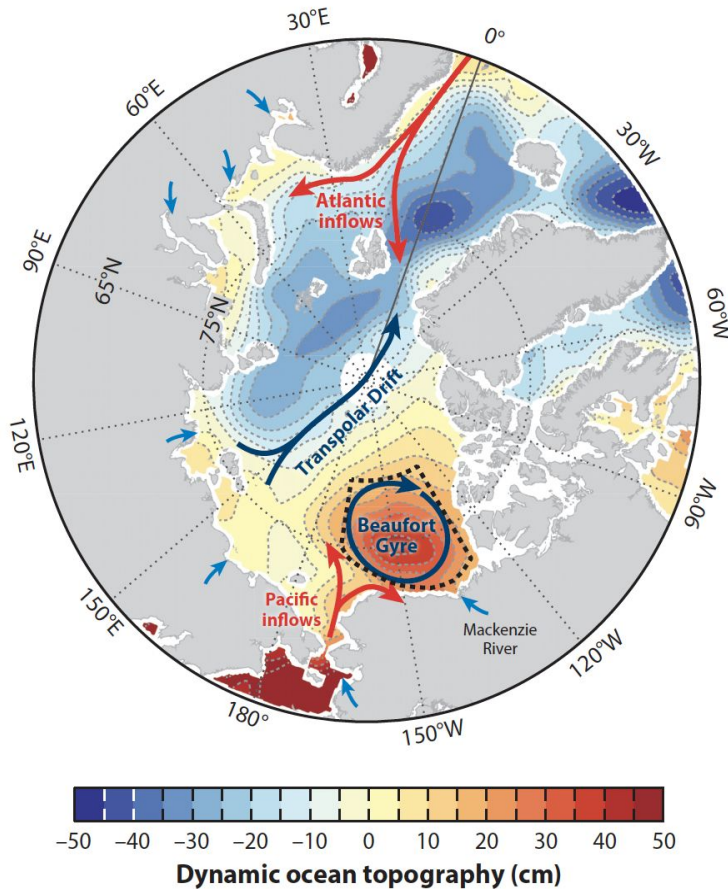 30°E
0°
60°E
30°W
Atlantic
inflows
90°E
65°N
75°N
60°W
Transpolar Drift
120°E
90°W
Beaufort
Gyre
Pacific
inflows
150°E
Mackenzie
River
120°W
180°
150°W
–50 –40 –30 –20 –10 0 10 20 30 40 50
Dynamic ocean topography (cm)